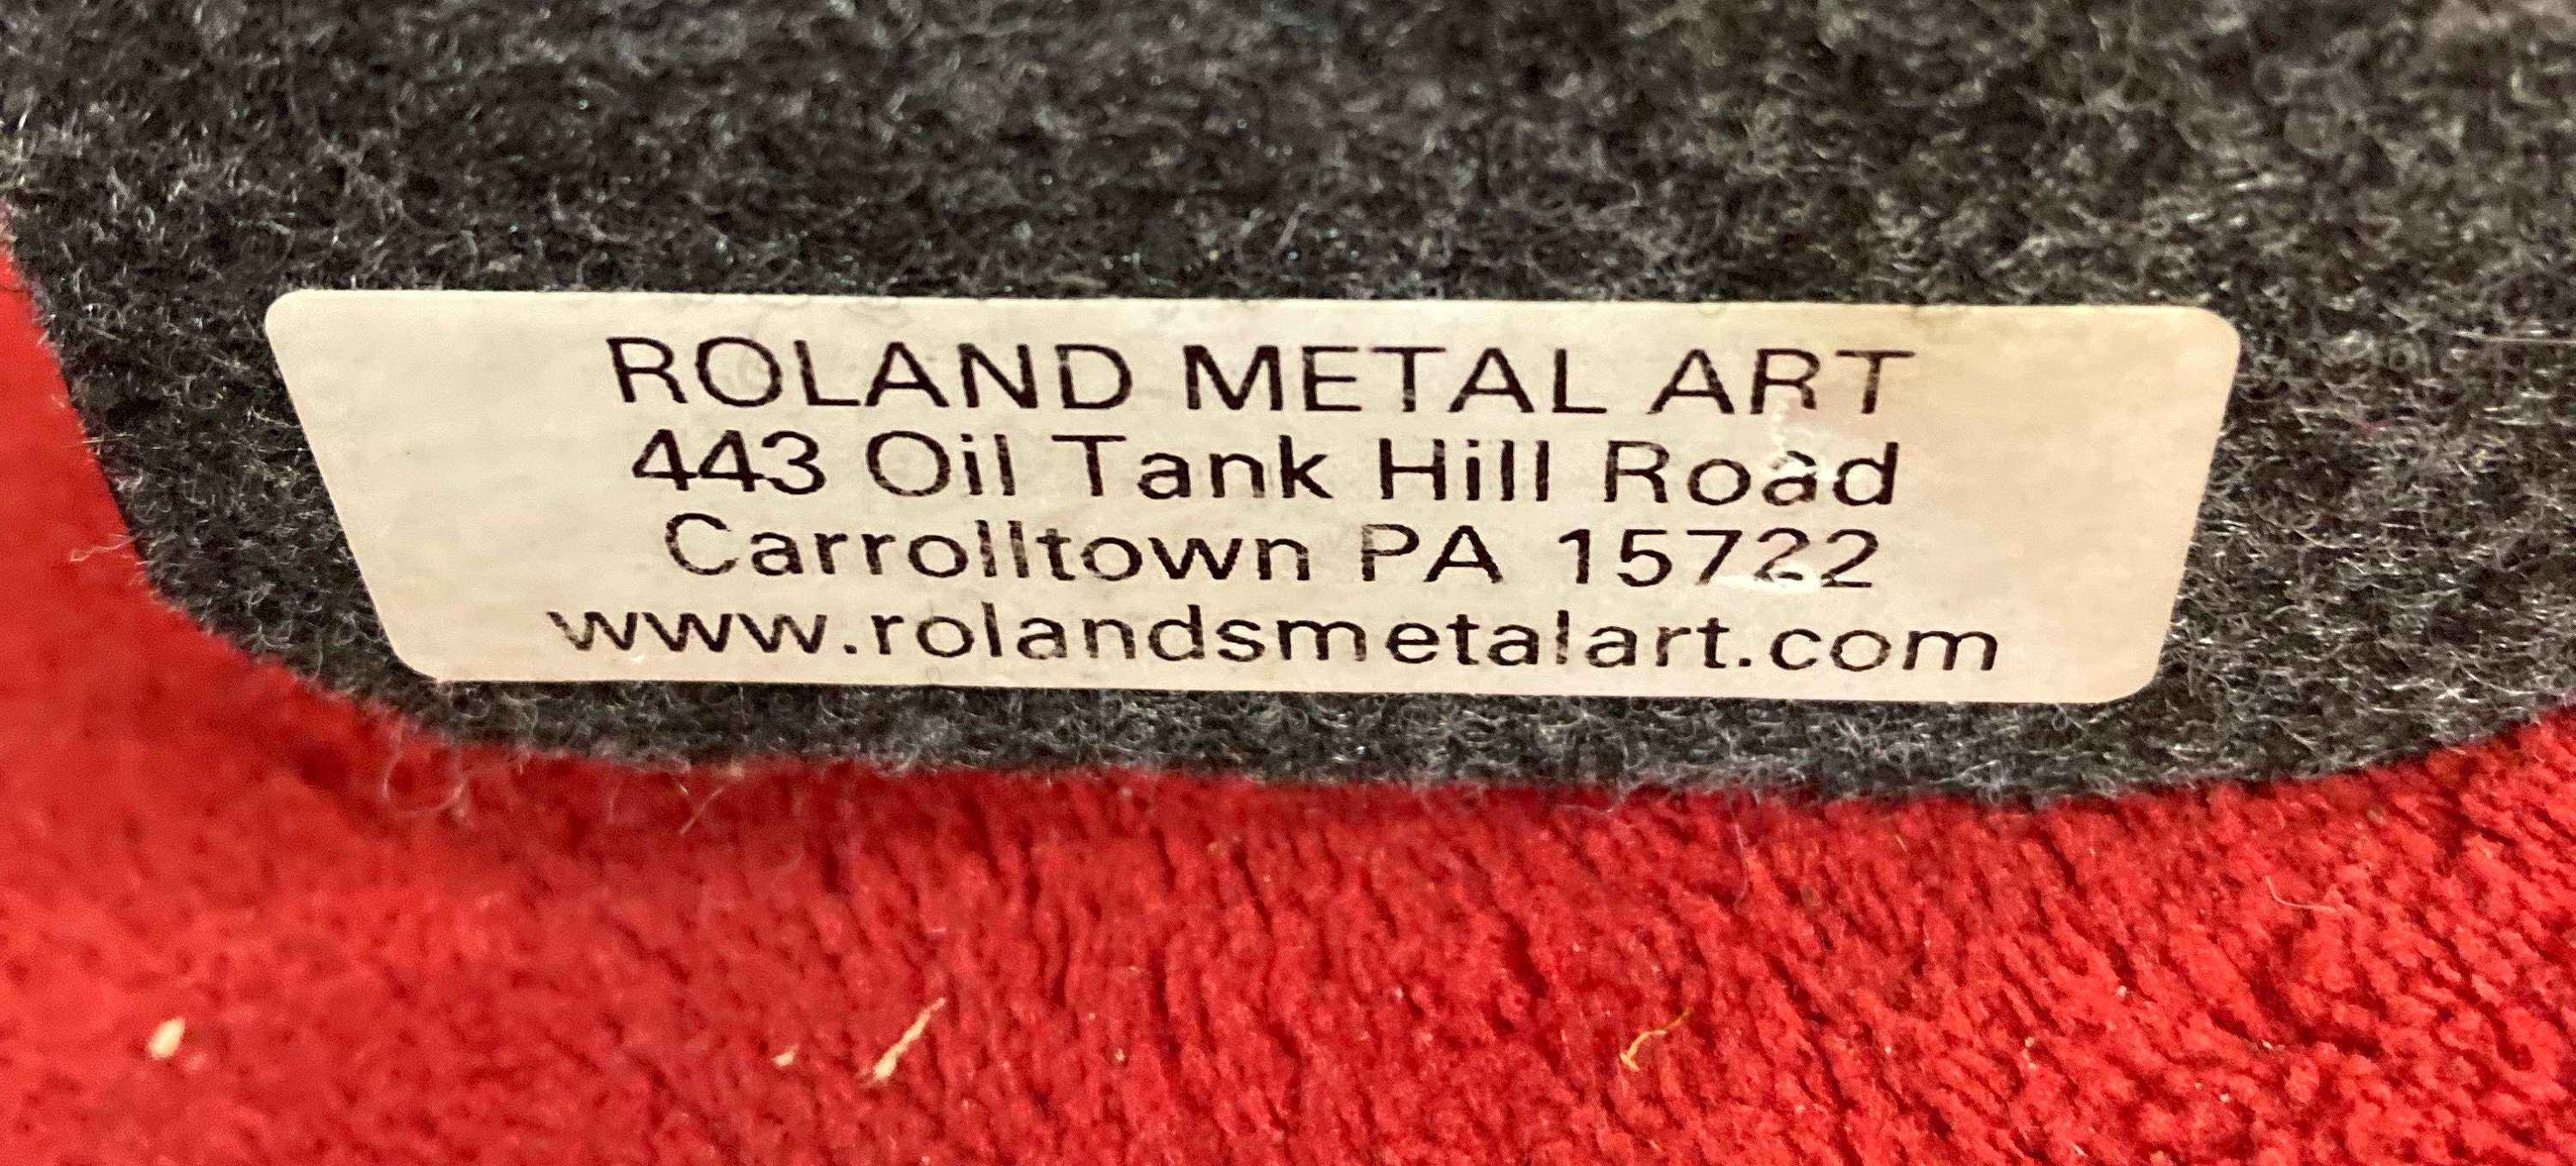 ROLAND METAL ART
443 Oil Tank Hill Road
Carrolltown PA 15722
www.rolandsmetalart.com